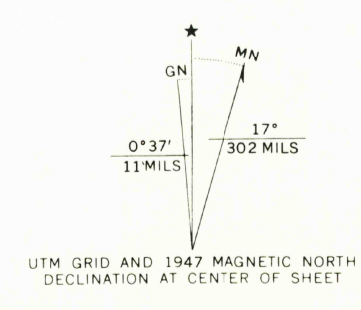 ★
MN
GN
17°
302 MILS
0°37'
11 MILS
UTM GRID AND 1947 MAGNETIC NORTH
DECLINATION AT CENTER OF SHEET